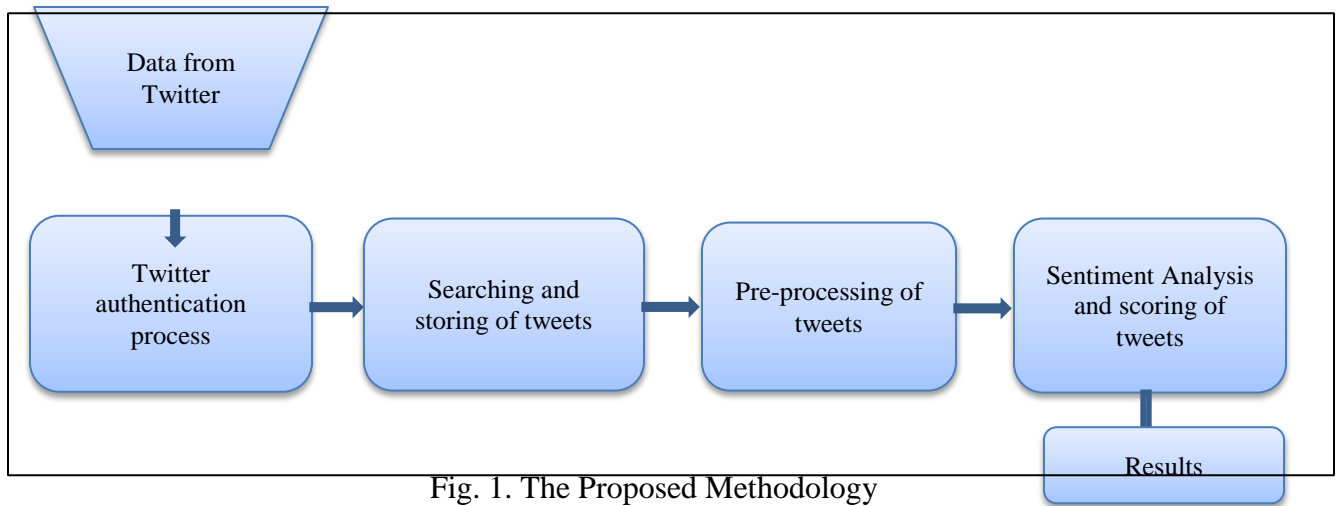 Data from
Twitter
Twitter
authentication
process
Searching and
storing of tweets
Pre-processing of
tweets
Sentiment Analysis
and scoring of
tweets
Results
Fig. 1. The Proposed Methodology